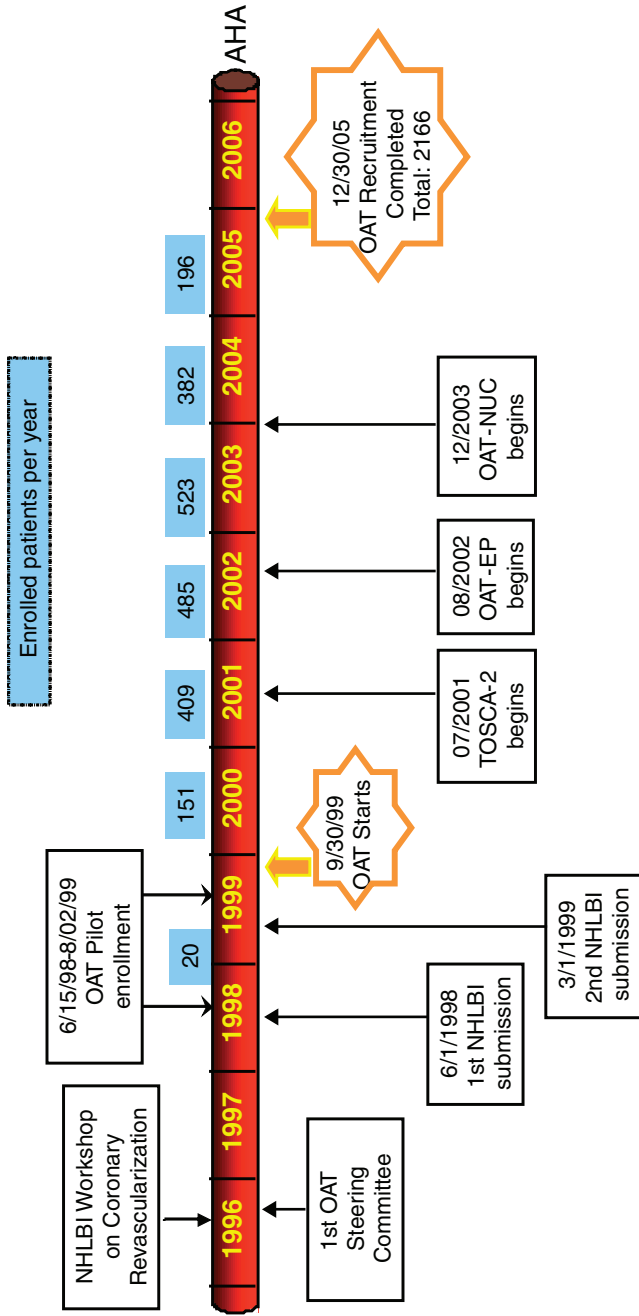 Enrolled patients per year
NHLBI Workshop
on Coronary
Revascularization
6/15/98-8/02/99
OAT Pilot
enrollment
20
151
409
485
523
382
196
1996
1997
1998
1999
2000
2001
2002
2003
2004
2005
2006
AHA
1st OAT
Steering
Committee
6/1/1998
1st NHLBI
submission
3/1/1999
2nd NHLBI
submission
9/30/99
OAT Starts
07/2001
TOSCA-2
begins
08/2002
OAT-EP
begins
12/2003
OAT-NUC
begins
12/30/05
OAT Recruitment
Completed
Total: 2166